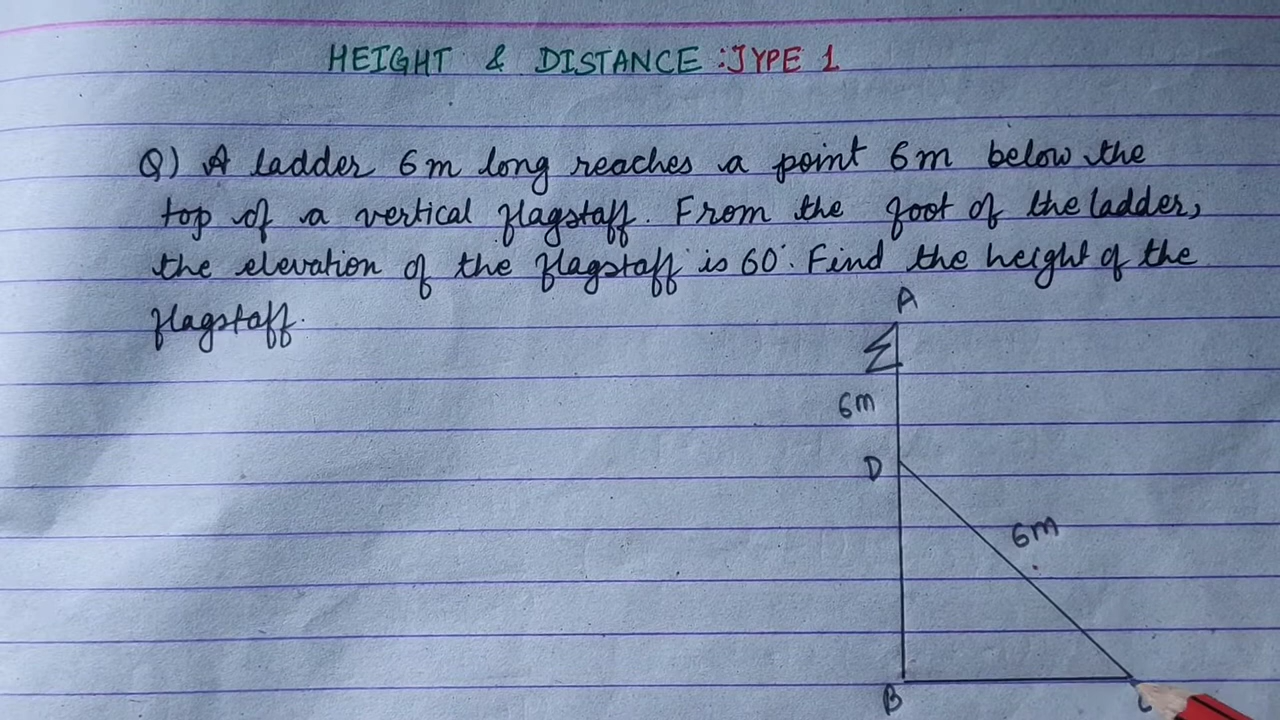 HEIGHT & DISTANCE : TYPE 1
Q) A ladder 6m long reaches a point 6m below the
top of a vertical flagstaff. From the foot of the ladder,
the elevation of the flagstaff is 60°. Find the height of the
flagstaff.
A
6m
D
6m
B
C